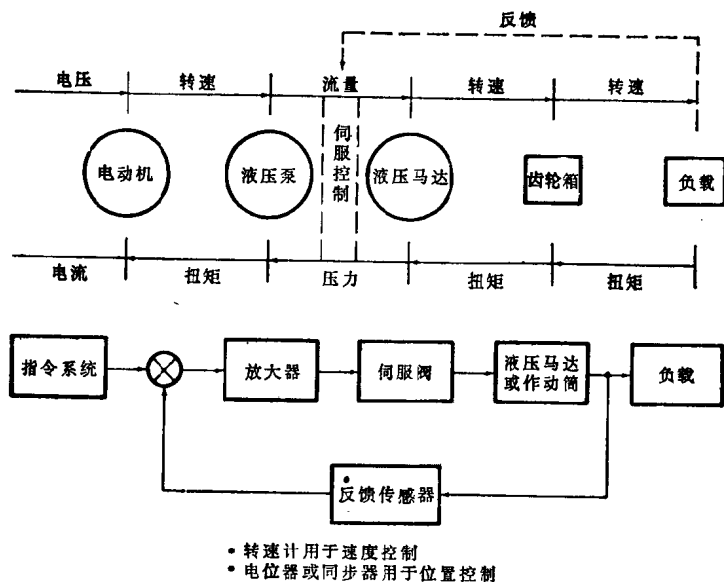 反馈
电压 转速 流量 转速 转速
电动机 液压泵 伺服控制 液压马达 齿轮箱 负载
电流 扭矩 压力 扭矩 扭矩
指令系统 放大器 伺服阀 液压马达或作动筒 负载
反馈传感器
• 转速计用于速度控制
• 电位器或同步器用于位置控制